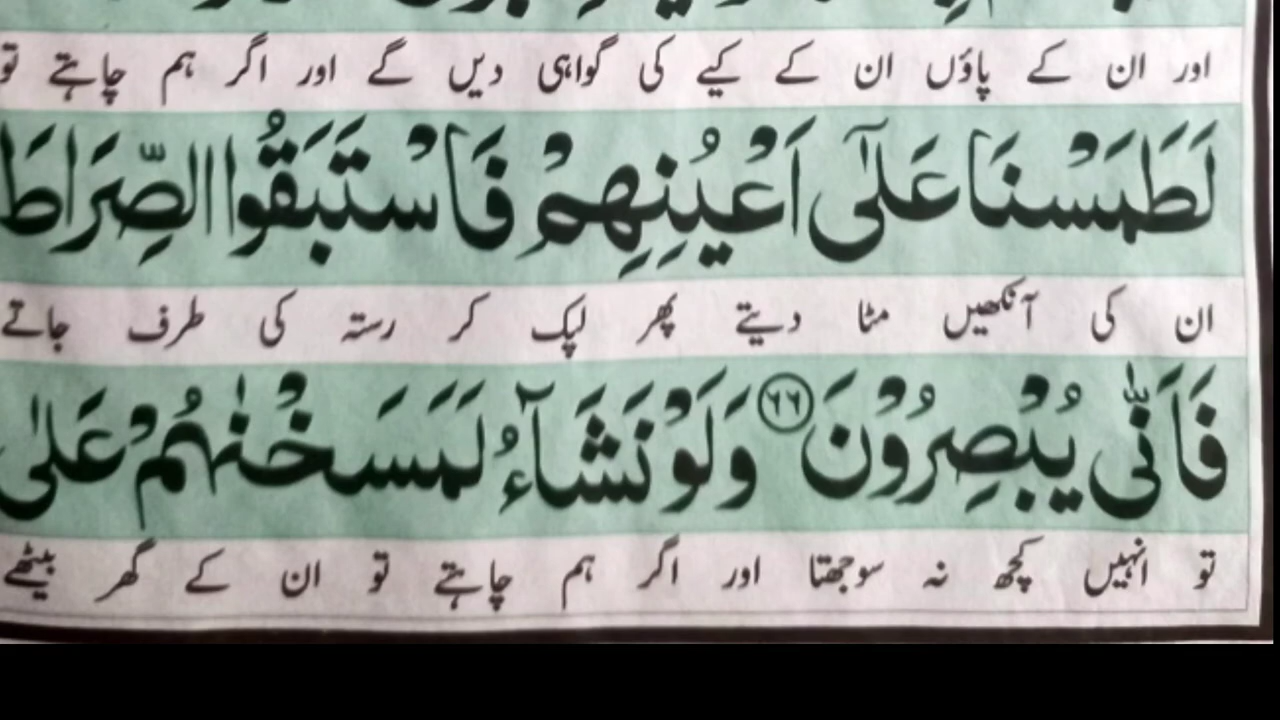 اور ان کے پاؤں ان کے کیے کی گواہی دیں گے اور اگر ہم چاہتے تو
لَطَمَسْنَا عَلٰٓى اَعْيُنِهِمْ فَاسْتَبَقُوا الصِّرَاطَ
ان کی آنکھیں مٹا دیتے پھر لپک کر رستہ کی طرف جاتے
فَاَنّٰى يُبْصِرُوْنَ ۶۶ وَلَوْ نَشَآءُ لَمَسَخْنٰهُمْ عَلٰى
تو انہیں کچھ نہ سوجھتا اور اگر ہم چاہتے تو ان کے گھر بیٹھے